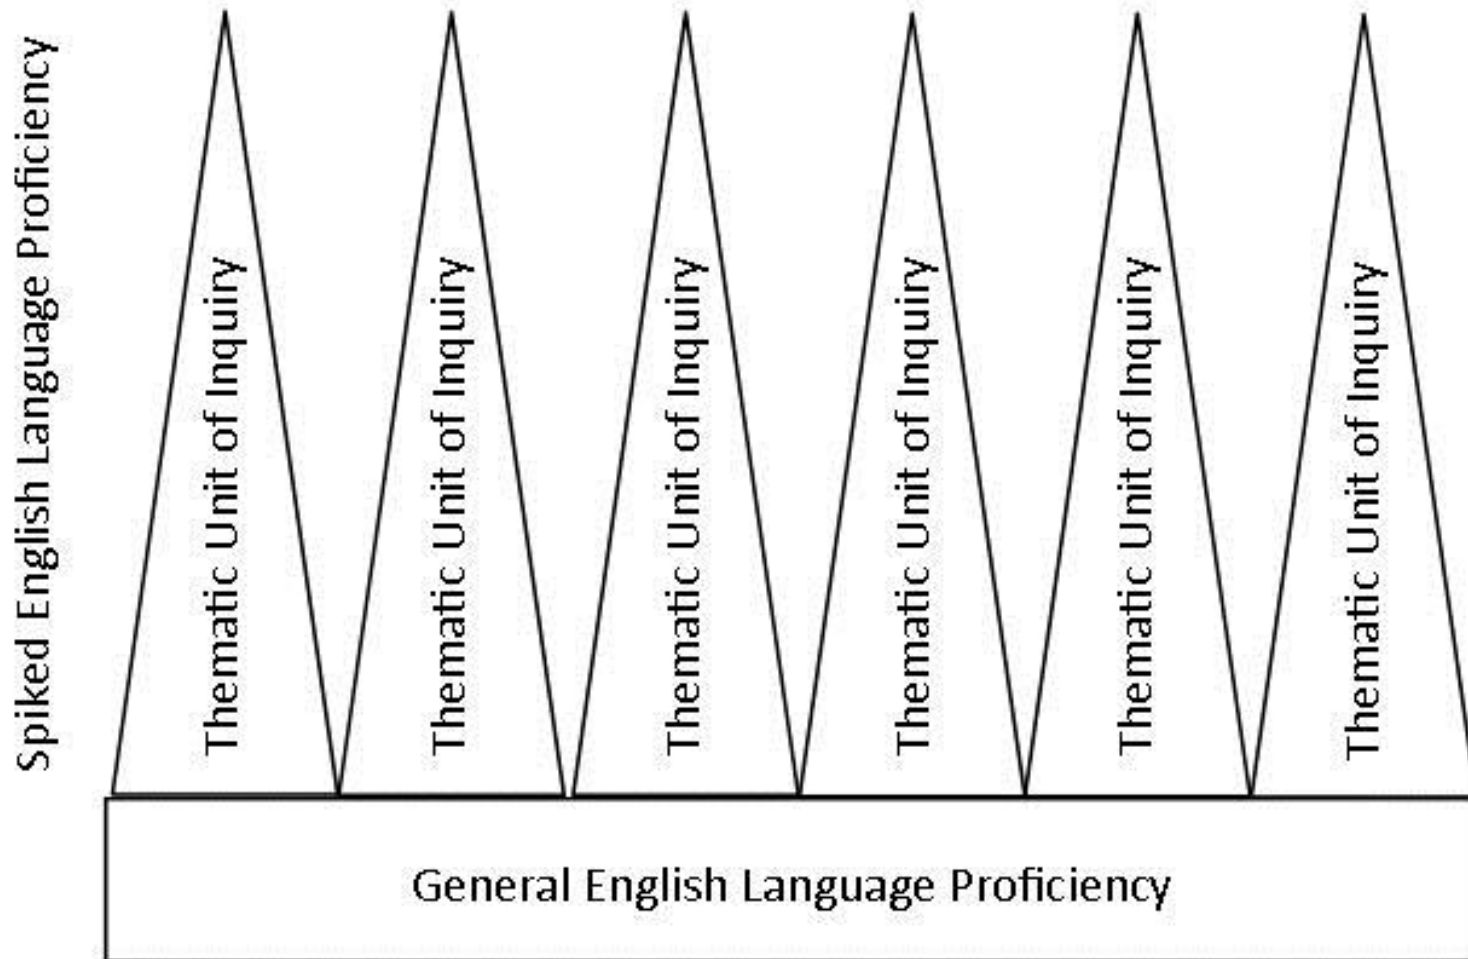 Spiked English Language Proficiency
Thematic Unit of Inquiry
Thematic Unit of Inquiry
Thematic Unit of Inquiry
Thematic Unit of Inquiry
Thematic Unit of Inquiry
Thematic Unit of Inquiry
General English Language Proficiency